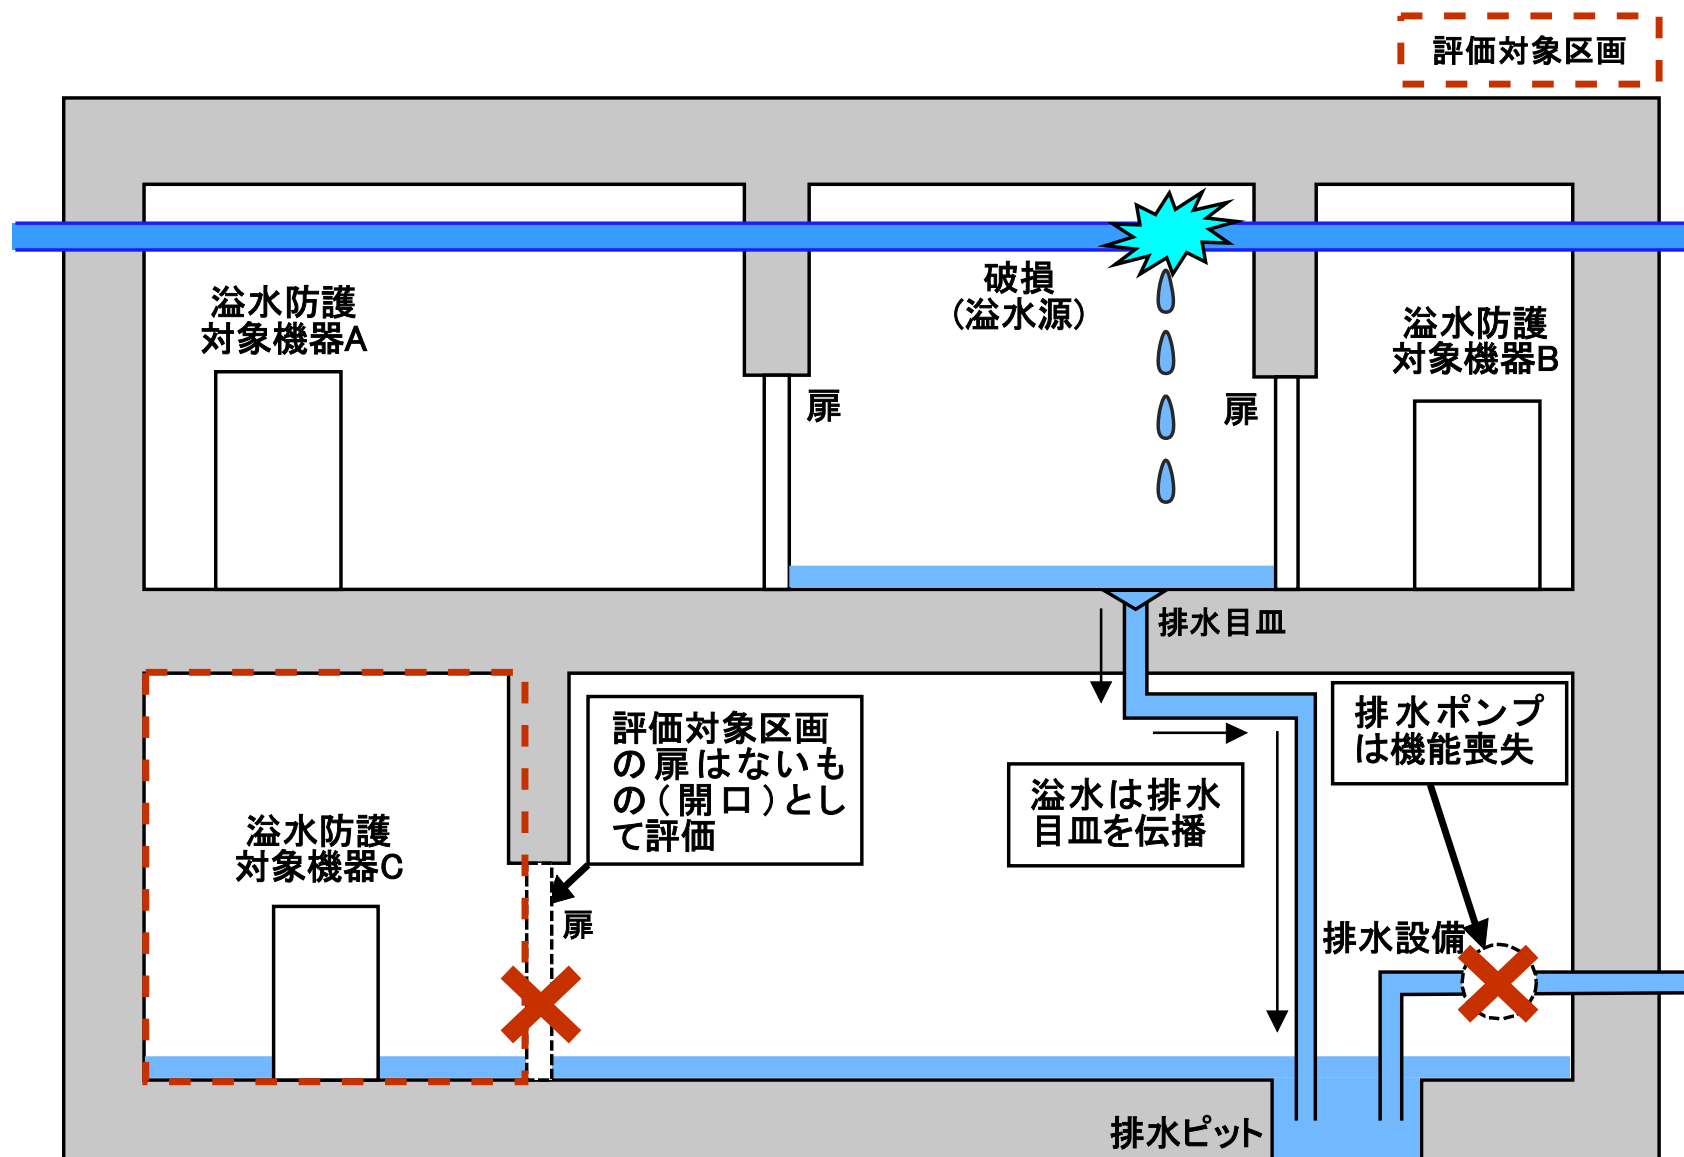 評価対象区画
破損
(溢水源)
溢水防護
対象機器A
溢水防護
対象機器B
扉
扉
排水目皿
評価対象区画
の扉はないも
の(開口)とし
て評価
排水ポンプ
は機能喪失
溢水は排水
目皿を伝播
溢水防護
対象機器C
扉
排水設備
排水ピット